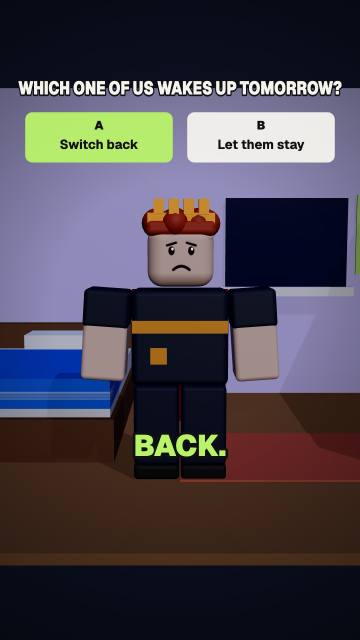 WHICH ONE OF US WAKES UP TOMORROW?
A
Switch back
B
Let them stay
BACK.